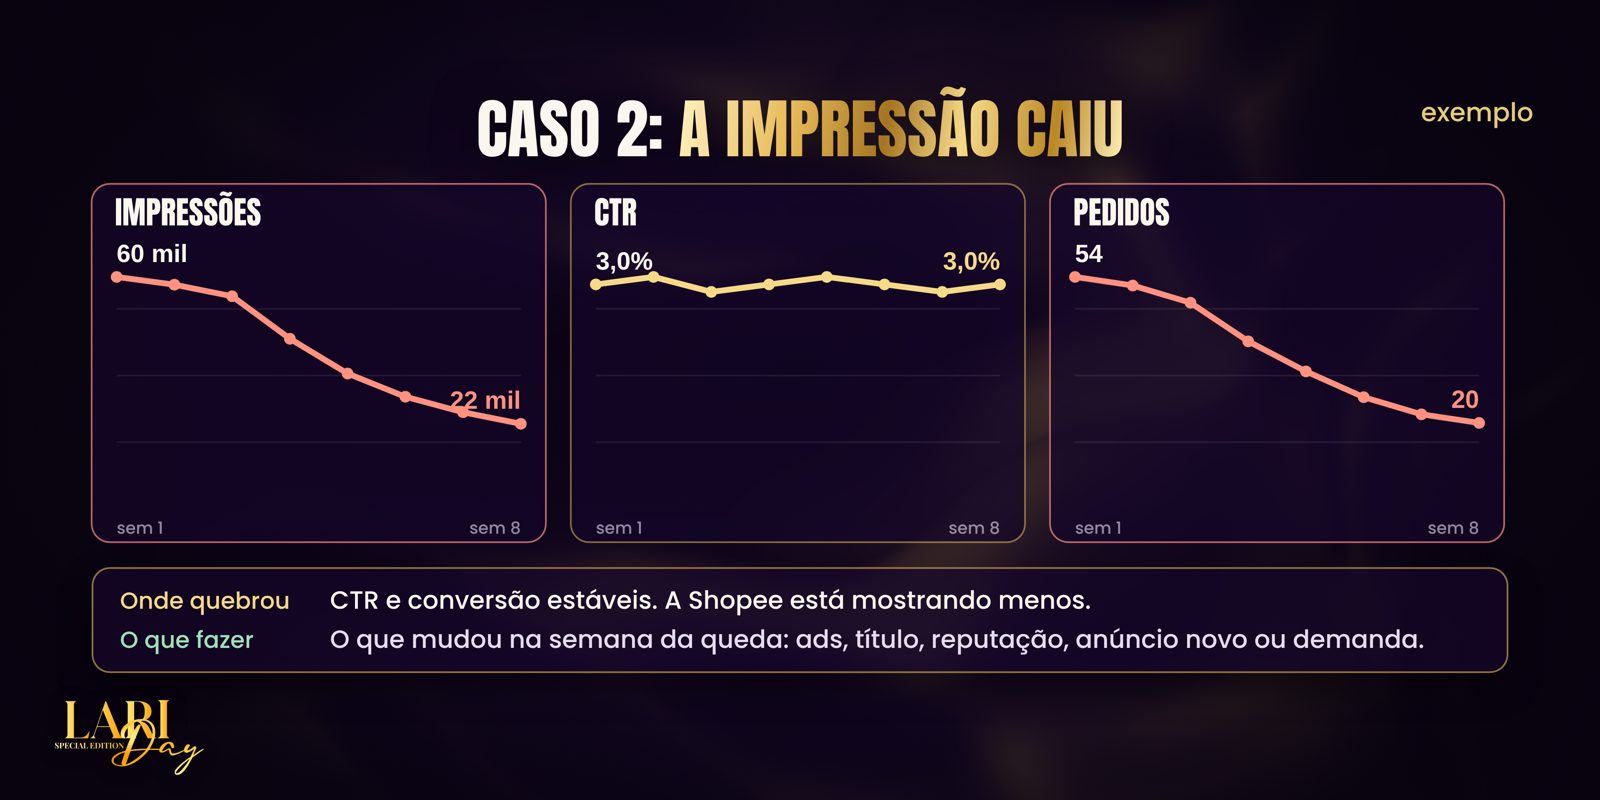 CASO 2: A IMPRESSÃO CAIU
exemplo
IMPRESSÕES
60 mil
22 mil
sem 1
sem 8
CTR
3,0%
3,0%
sem 1
sem 8
PEDIDOS
54
20
sem 1
sem 8
Onde quebrou CTR e conversão estáveis. A Shopee está mostrando menos.
O que fazer O que mudou na semana da queda: ads, título, reputação, anúncio novo ou demanda.
LARI
SPECIAL EDITION Day